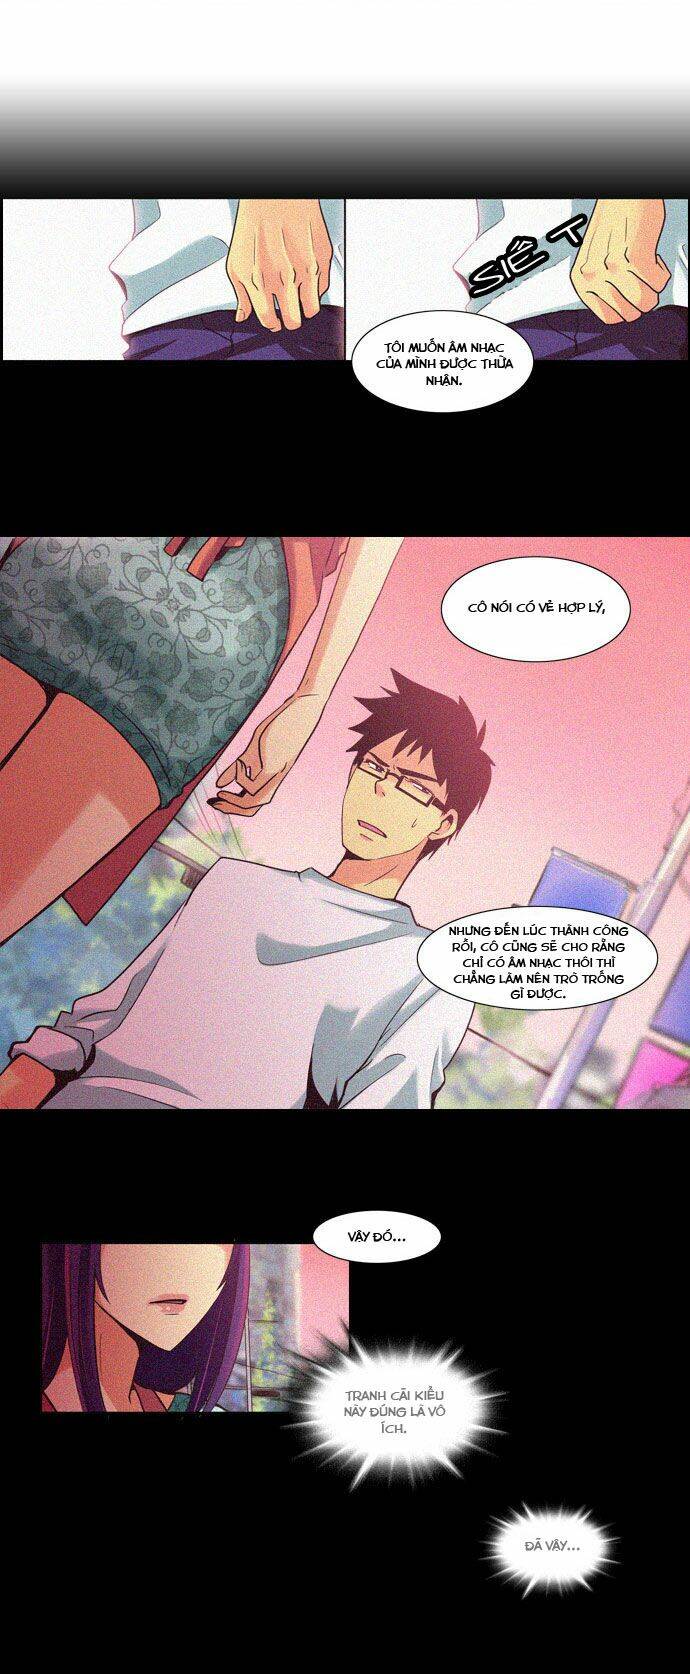 SIẾT
TÔI MUỐN ÂM NHẠC
CỦA MÌNH ĐƯỢC THỪA
NHẬN.
CÔ NÓI CÓ VẺ HỢP LÝ,
NHƯNG ĐẾN LÚC THÀNH CÔNG
RỒI, CÔ CŨNG SẼ CHO RẰNG
CHỈ CÓ ÂM NHẠC THÔI THÌ
CHẲNG LÀM NÊN TRÒ TRỐNG
GÌ ĐƯỢC.
VẬY ĐÓ...
TRANH CÃI KIỂU
NÀY ĐÚNG LÀ VÔ
ÍCH.
ĐÃ VẬY...